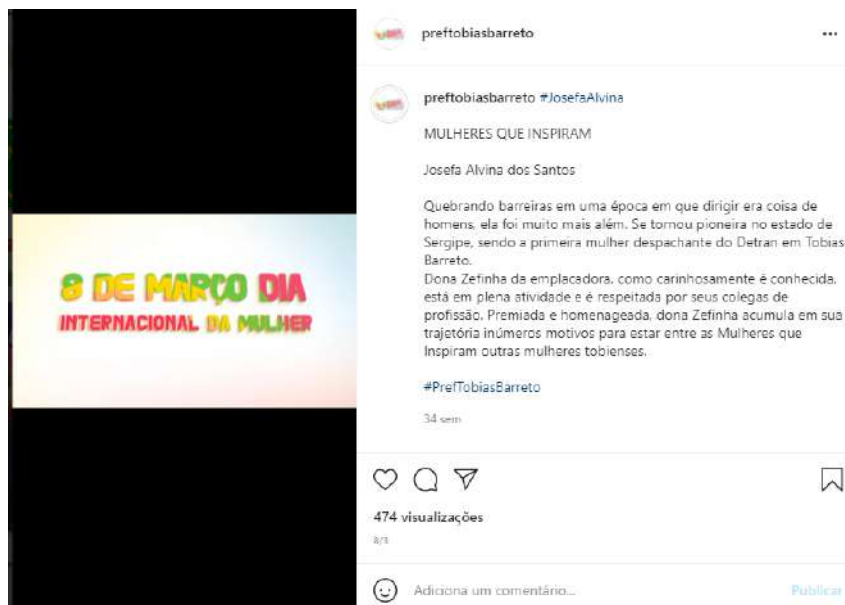 8 DE MARÇO DIA
INTERNACIONAL DA MULHER
preftobiasbarreto
preftobiasbarreto #JosefaAlvina
MULHERES QUE INSPIRAM
Josefa Alvina dos Santos
Quebrando barreiras em uma época em que dirigir era coisa de
homens, ela foi muito mais além. Se tornou pioneira no estado de
Sergipe, sendo a primeira mulher despachante do Detran em Tobias
Barreto.
Dona Zefinha da emplacadora, como carinhosamente é conhecida,
está em plena atividade e é respeitada por seus colegas de
profissão. Premiada e homenageada, dona Zefinha acumula em sua
trajetória inúmeros motivos para estar entre as Mulheres que
Inspiram outras mulheres tobienses.
#PrefTobiasBarreto
34 sem
474 visualizações
8/3
Adiciona um comentário...
Publicar